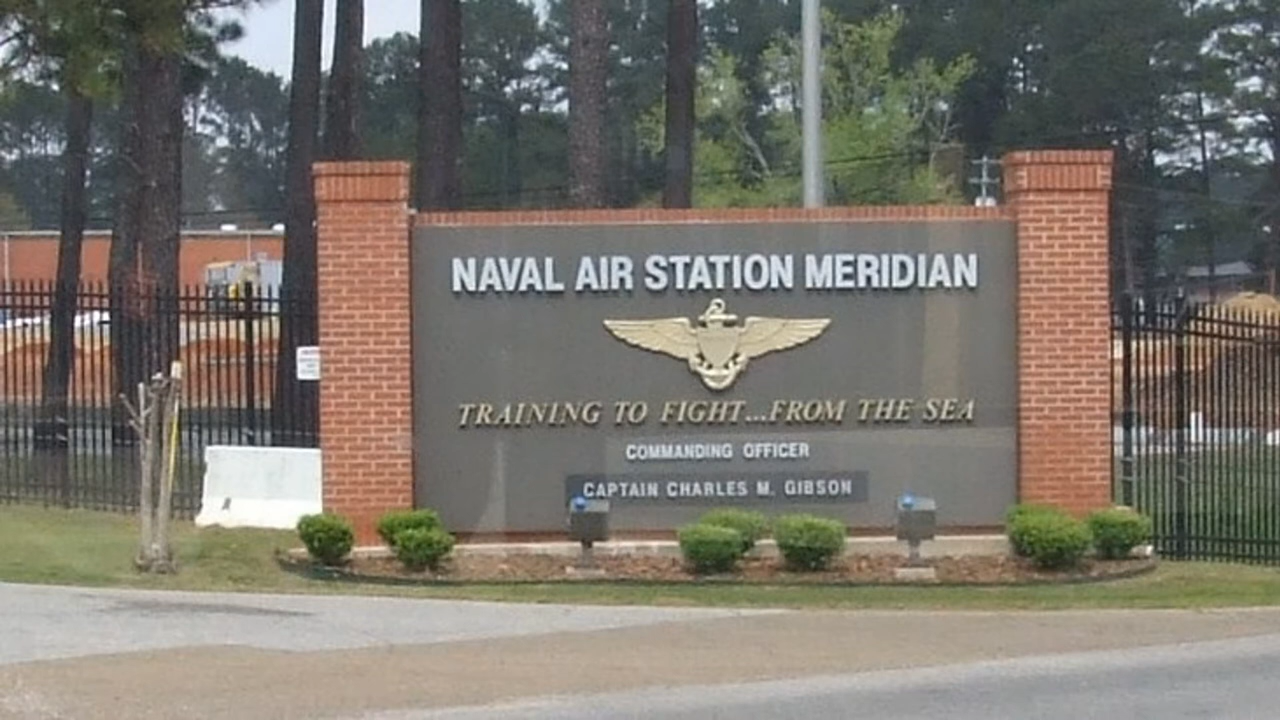 NAVAL AIR STATION MERIDIAN
TRAINING TO FIGHT...FROM THE SEA
COMMANDING OFFICER
CAPTAIN CHARLES M. GIBSON